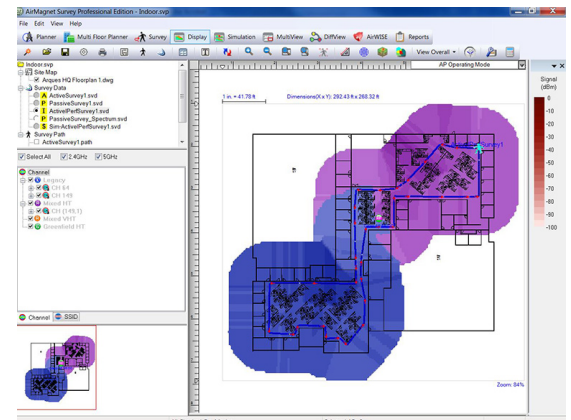 AirMagnet Survey Professional Edition - Indoor.svp
File Edit View Help
Planner Multi Floor Planner Survey Display Simulation MultiView DiffView AirWISE Reports
View Overall
Indoor.svp
Site Map
Arques HQ Floorplan 1.dwg
Survey Data
A ActiveSurvey1.svd
P PassiveSurvey1.svd
I ActivePerfSurvey1.svd
P PassiveSurvey_Spectrum.svd
S Sim-ActivePerfSurvey1.svd
Survey Path
ActiveSurvey1.path
Select All 2.4GHz 5GHz
Channel
Legacy
CH 64
CH 149
Mixed HT
CH (149,1)
Mixed VHT
Greenfield HT
Channel SSID
AP Operating Mode
1 in. = 41.78 ft
Dimensions(X x Y): 292.43 ft x 268.32 ft
Zoom: 84%
Signal
(dBm)
0
-10
-20
-30
-40
-50
-60
-70
-80
-90
-100